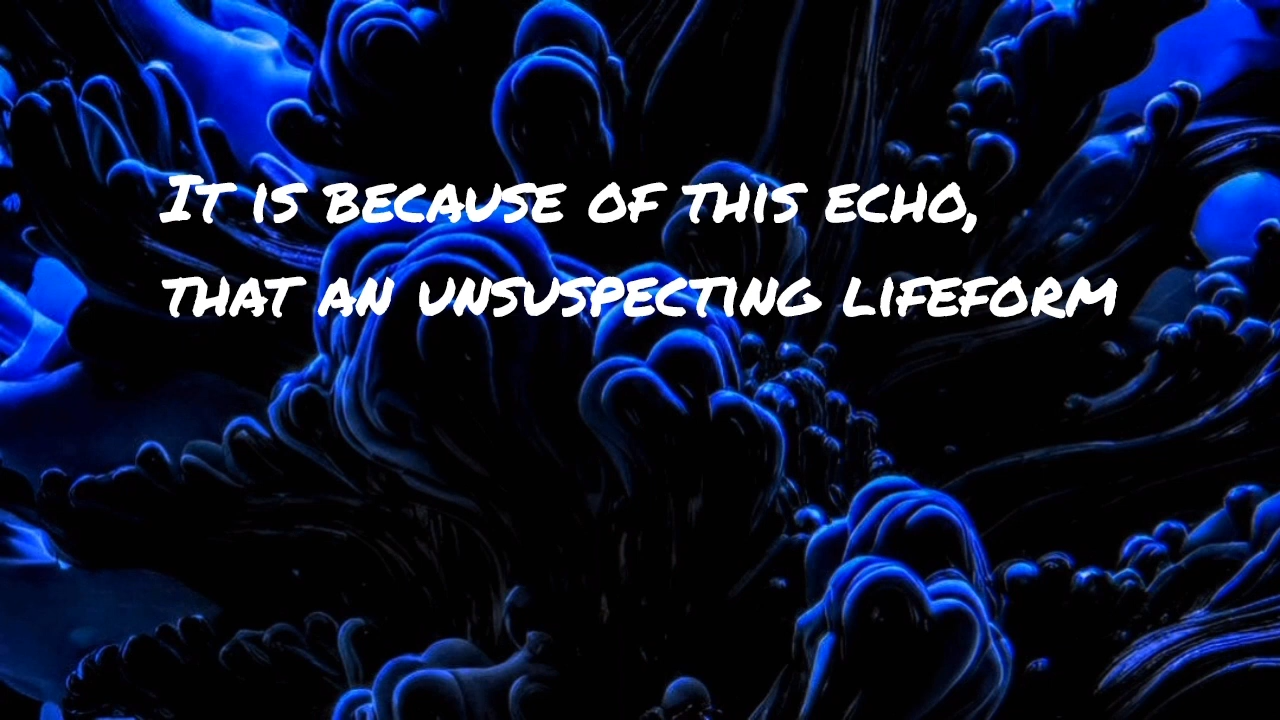 It is because of this echo,
that an unsuspecting lifeform